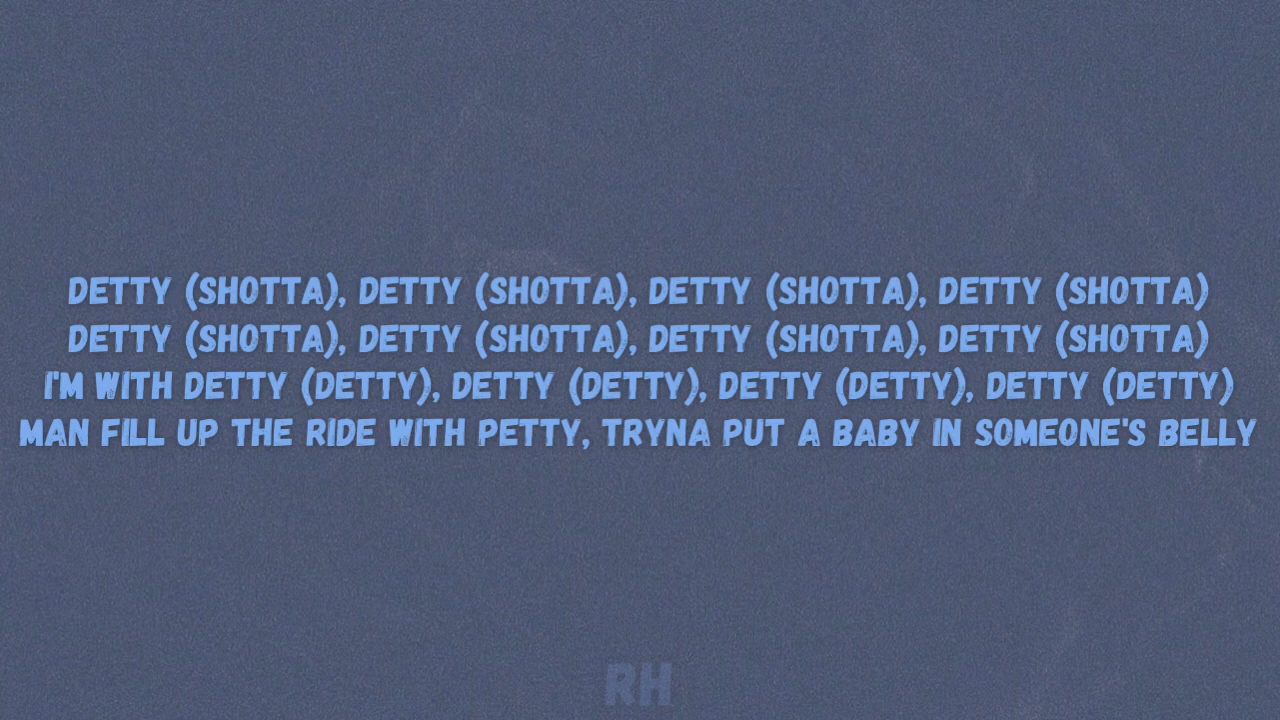 DETTY (SHOTTA), DETTY (SHOTTA), DETTY (SHOTTA), DETTY (SHOTTA)
DETTY (SHOTTA), DETTY (SHOTTA), DETTY (SHOTTA), DETTY (SHOTTA)
I'M WITH DETTY (DETTY), DETTY (DETTY), DETTY (DETTY), DETTY (DETTY)
MAN FILL UP THE RIDE WITH PETTY, TRYNA PUT A BABY IN SOMEONE'S BELLY
RH